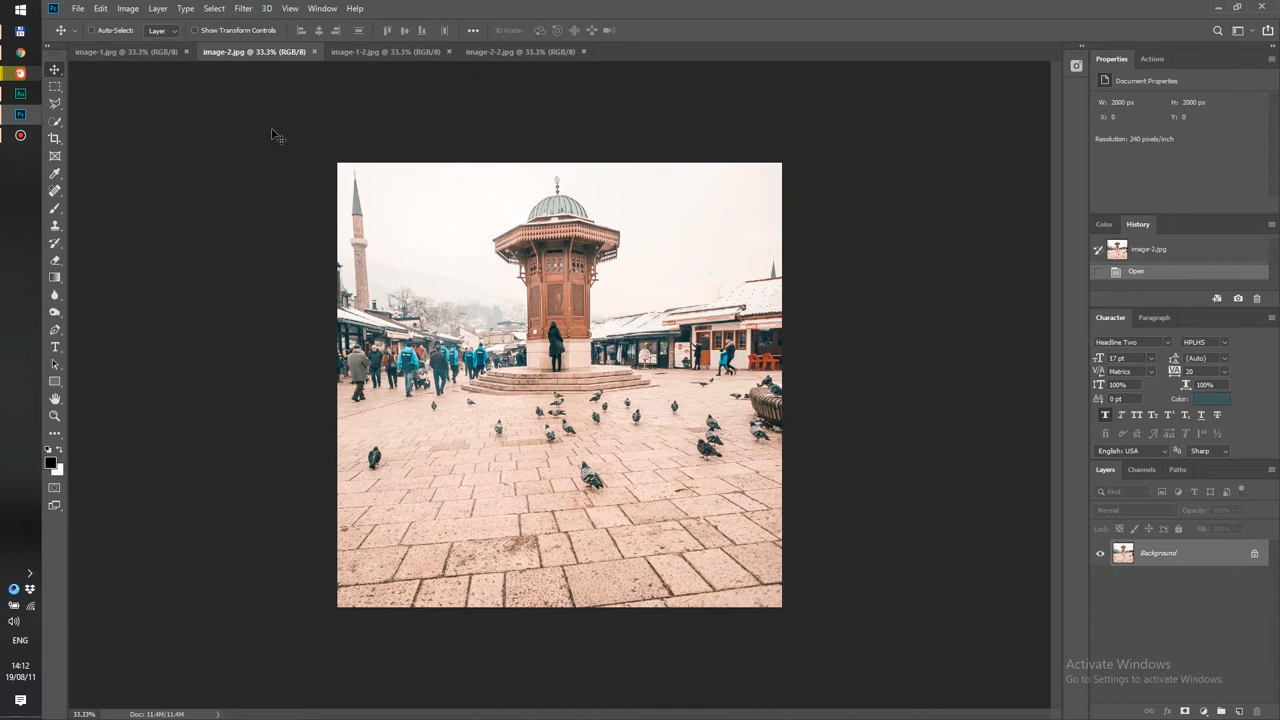 File Edit Image Layer Type Select Filter 3D View Window Help
Auto-Select: Layer Show Transform Controls 3D Mode:
image-1.jpg @ 33.3% (RGB/8) image-2.jpg @ 33.3% (RGB/8) image-1-2.jpg @ 33.3% (RGB/8) image-2-2.jpg @ 33.3% (RGB/8)
Properties Actions
Document Properties
W: 2000 px H: 2000 px
X: 0 Y: 0
Resolution: 240 pixels/inch
Color History
image-2.jpg
Open
Character Paragraph
Headline Two HPLHS
17 pt (Auto)
Metrics 20
100% 100%
0 pt Color:
English: USA Sharp
Layers Channels Paths
Kind
Normal Opacity: 100%
Lock: Fill: 100%
Background
Au
Ps
ENG
14:12
19/08/11
Activate Windows
Go to Settings to activate Windows.
33.33% Doc: 11.4M/11.4M